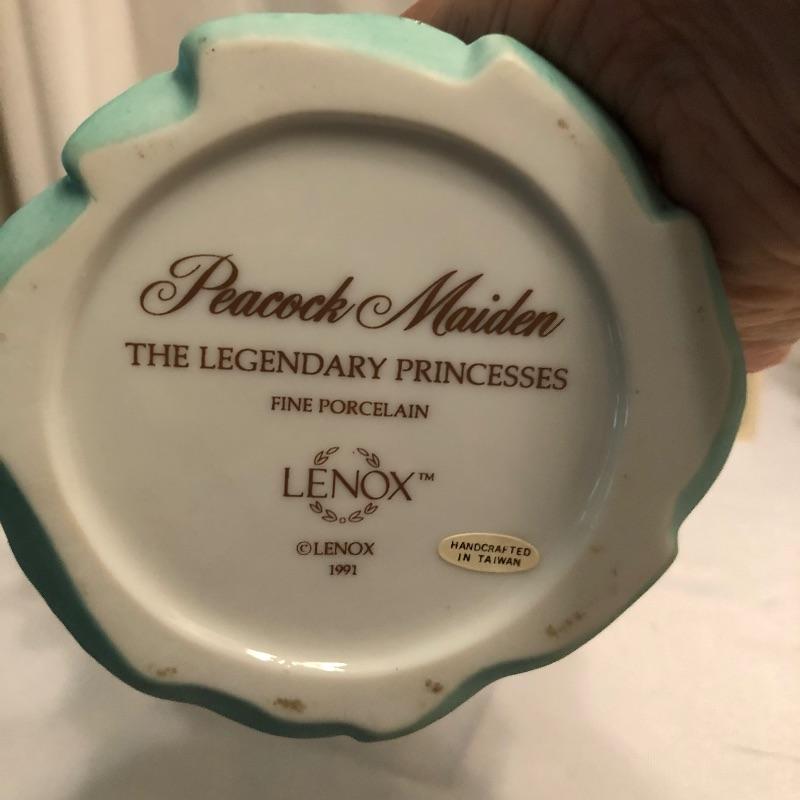 Peacock Maiden
THE LEGENDARY PRINCESSES
FINE PORCELAIN
LENOX™
©LENOX
1991
HANDCRAFTED
IN TAIWAN